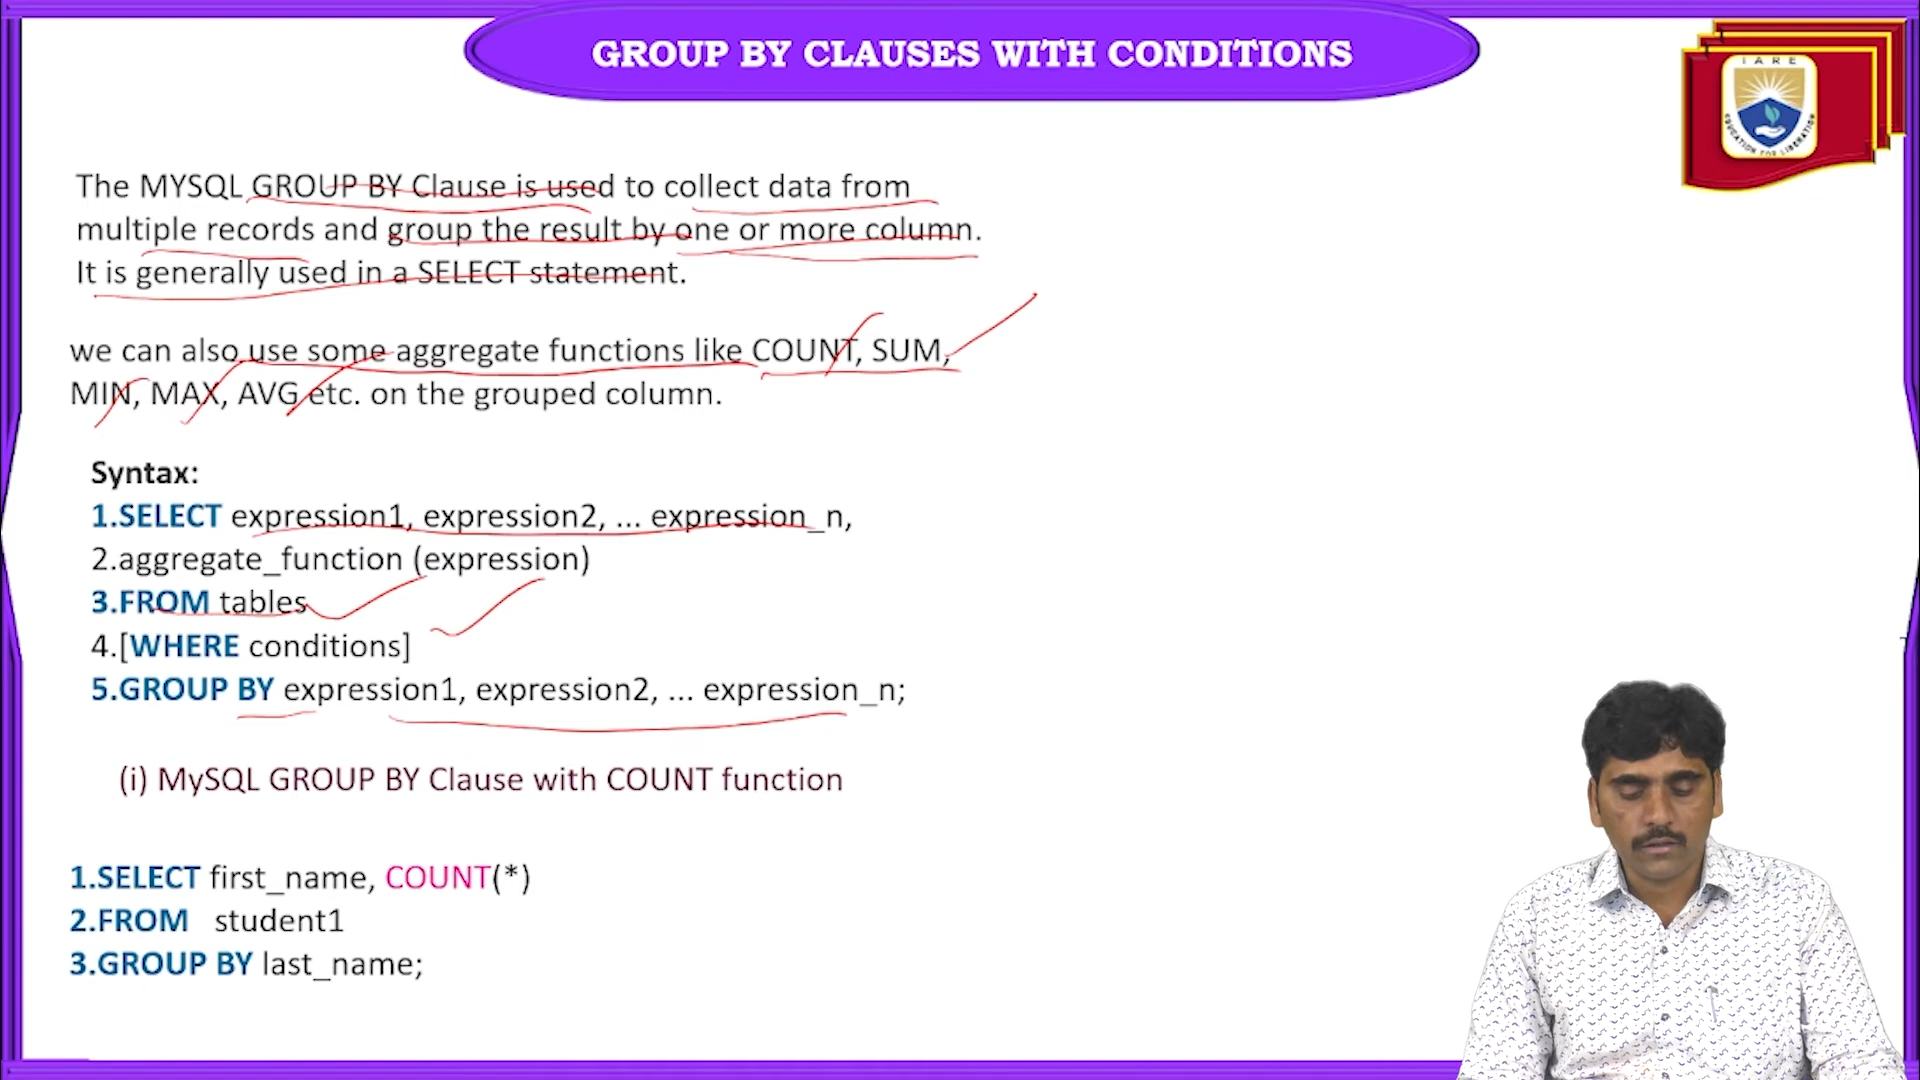 GROUP BY CLAUSES WITH CONDITIONS
IARE
EDUCATION FOR LIBERATION
The MYSQL GROUP BY Clause is used to collect data from
multiple records and group the result by one or more column.
It is generally used in a SELECT statement.
we can also use some aggregate functions like COUNT, SUM,
MIN, MAX, AVG etc. on the grouped column.
Syntax:
1.SELECT expression1, expression2, ... expression_n,
2.aggregate_function (expression)
3.FROM tables
4.[WHERE conditions]
5.GROUP BY expression1, expression2, ... expression_n;
(i) MySQL GROUP BY Clause with COUNT function
1.SELECT first_name, COUNT(*)
2.FROM student1
3.GROUP BY last_name;